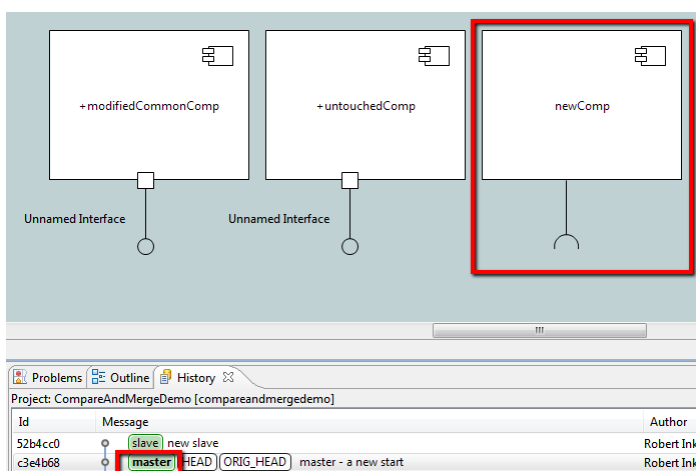 +modifiedCommonComp
+untouchedComp
newComp
Unnamed Interface
Unnamed Interface
Problems Outline History
Project: CompareAndMergeDemo [compareandmergedemo]
Id Message Author
52b4cc0 slave new slave Robert Ink
c3e4b68 master HEAD ORIG_HEAD master - a new start Robert Ink